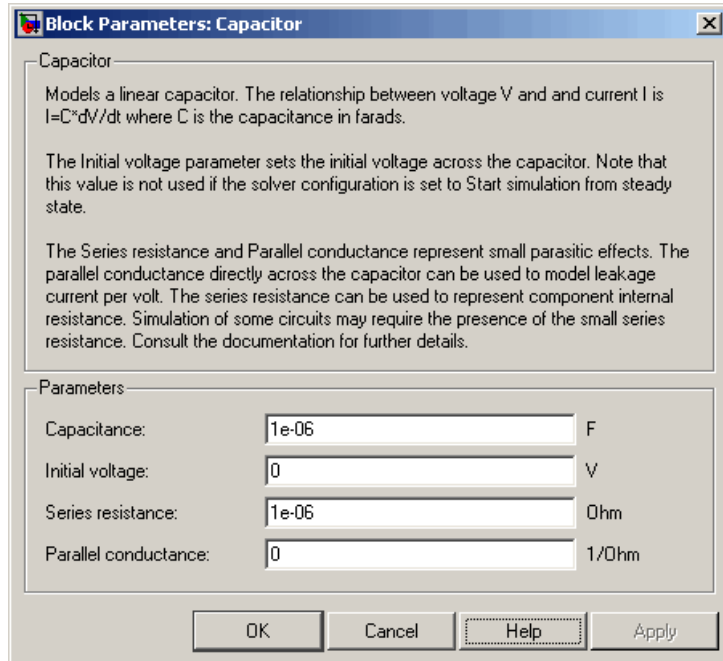 Block Parameters: Capacitor
Capacitor
Models a linear capacitor. The relationship between voltage V and and current I is
I=C*dV/dt where C is the capacitance in farads.
The Initial voltage parameter sets the initial voltage across the capacitor. Note that
this value is not used if the solver configuration is set to Start simulation from steady
state.
The Series resistance and Parallel conductance represent small parasitic effects. The
parallel conductance directly across the capacitor can be used to model leakage
current per volt. The series resistance can be used to represent component internal
resistance. Simulation of some circuits may require the presence of the small series
resistance. Consult the documentation for further details.
Parameters
Capacitance: 1e-06 F
Initial voltage: 0 V
Series resistance: 1e-06 Ohm
Parallel conductance: 0 1/Ohm
OK Cancel Help Apply